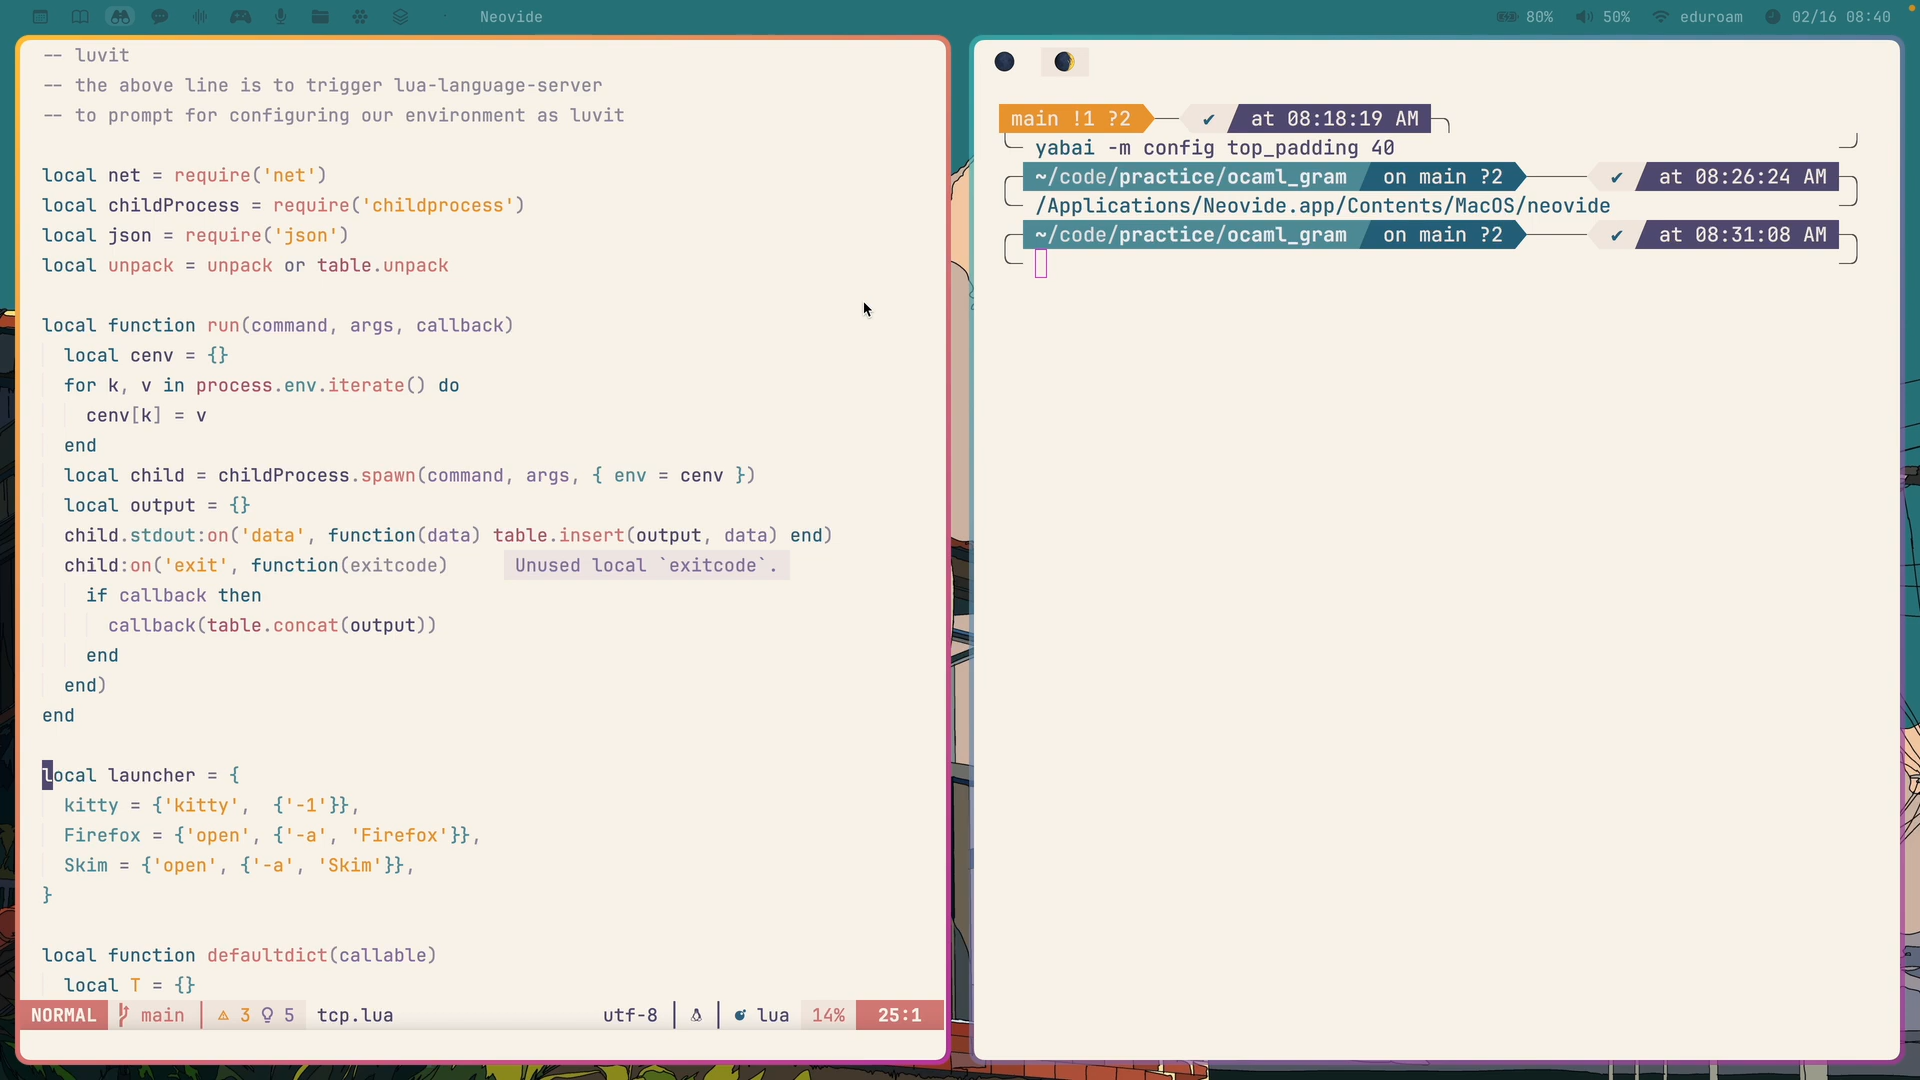 Neovide
80% 50% eduroam 02/16 08:40
-- luvit
-- the above line is to trigger lua-language-server
-- to prompt for configuring our environment as luvit
local net = require('net')
local childProcess = require('childprocess')
local json = require('json')
local unpack = unpack or table.unpack
local function run(command, args, callback)
  local cenv = {}
  for k, v in process.env.iterate() do
    cenv[k] = v
  end
  local child = childProcess.spawn(command, args, { env = cenv })
  local output = {}
  child.stdout:on('data', function(data) table.insert(output, data) end)
  child:on('exit', function(exitcode)     Unused local `exitcode`.
    if callback then
      callback(table.concat(output))
    end
  end)
end
local launcher = {
  kitty = {'kitty',  {'-1'}},
  Firefox = {'open', {'-a', 'Firefox'}},
  Skim = {'open', {'-a', 'Skim'}},
}
local function defaultdict(callable)
  local T = {}
NORMAL main 3 5 tcp.lua utf-8 lua 14% 25:1
main !1 ?2 ✔ at 08:18:19 AM
yabai -m config top_padding 40
~/code/practice/ocaml_gram on main ?2 ✔ at 08:26:24 AM
/Applications/Neovide.app/Contents/MacOS/neovide
~/code/practice/ocaml_gram on main ?2 ✔ at 08:31:08 AM